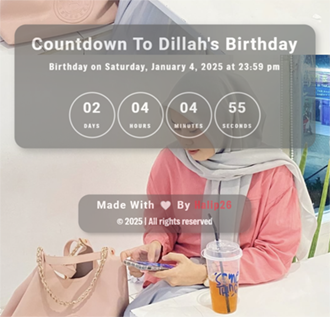 Countdown To Dillah's Birthday
Birthday on Saturday, January 4, 2025 at 23:59 pm
02 04 04 55
DAYS HOURS MINUTES SECONDS
Made With ❤ By
© 2025 | All rights reserved